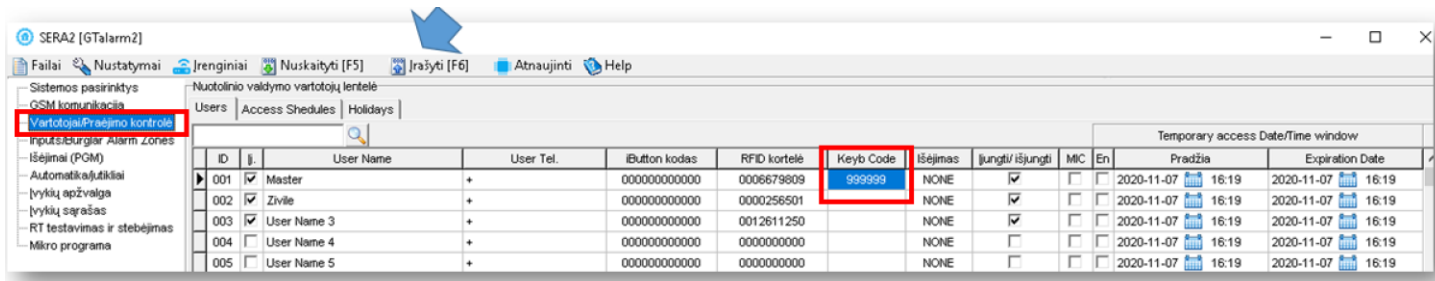 SERA2 [GTalarm2]
Failai Nustatymai Įrenginiai Nuskaityti [F5] Įrašyti [F6] Atnaujinti Help
Sistemos pasirinktys
GSM komunikacija
Vartotojai/Praėjimo kontrolė
Inputs/Burglar Alarm Zones
Išėjimai (PGM)
Automatika/jutikliai
Įvykių apžvalga
Įvykių sąrašas
RT testavimas ir stebėjimas
Mikro programa
Nuotolinio valdymo vartotojų lentelė
Users Access Shedules Holidays
Temporary access Date/Time window
ID Įj. User Name User Tel. iButton kodas RFID kortelė Keyb Code Išėjimas Įjungti/ išjungti MIC En Pradžia Expiration Date
001 Master + 000000000000 0006679809 999999 NONE 2020-11-07 16:19 2020-11-07 16:19
002 Zivile + 000000000000 0000256501 NONE 2020-11-07 16:19 2020-11-07 16:19
003 User Name 3 + 000000000000 0012611250 NONE 2020-11-07 16:19 2020-11-07 16:19
004 User Name 4 + 000000000000 0000000000 NONE 2020-11-07 16:19 2020-11-07 16:19
005 User Name 5 + 000000000000 0000000000 NONE 2020-11-07 16:19 2020-11-07 16:19